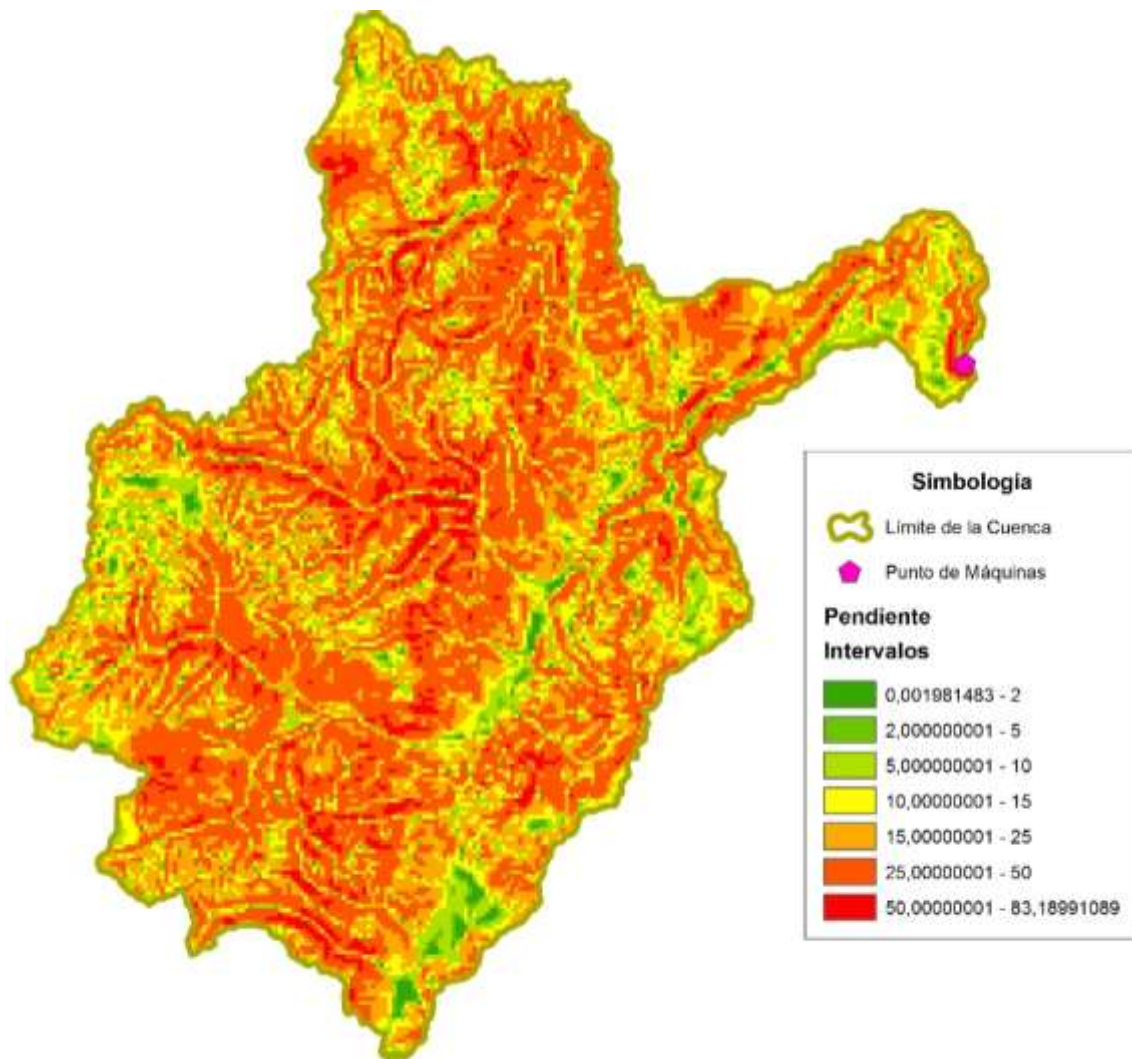 Simbología
Límite de la Cuenca
Punto de Máquinas
Pendiente
Intervalos
0,001981483 - 2
2,000000001 - 5
5,000000001 - 10
10,00000001 - 15
15,00000001 - 25
25,00000001 - 50
50,00000001 - 83,18991089